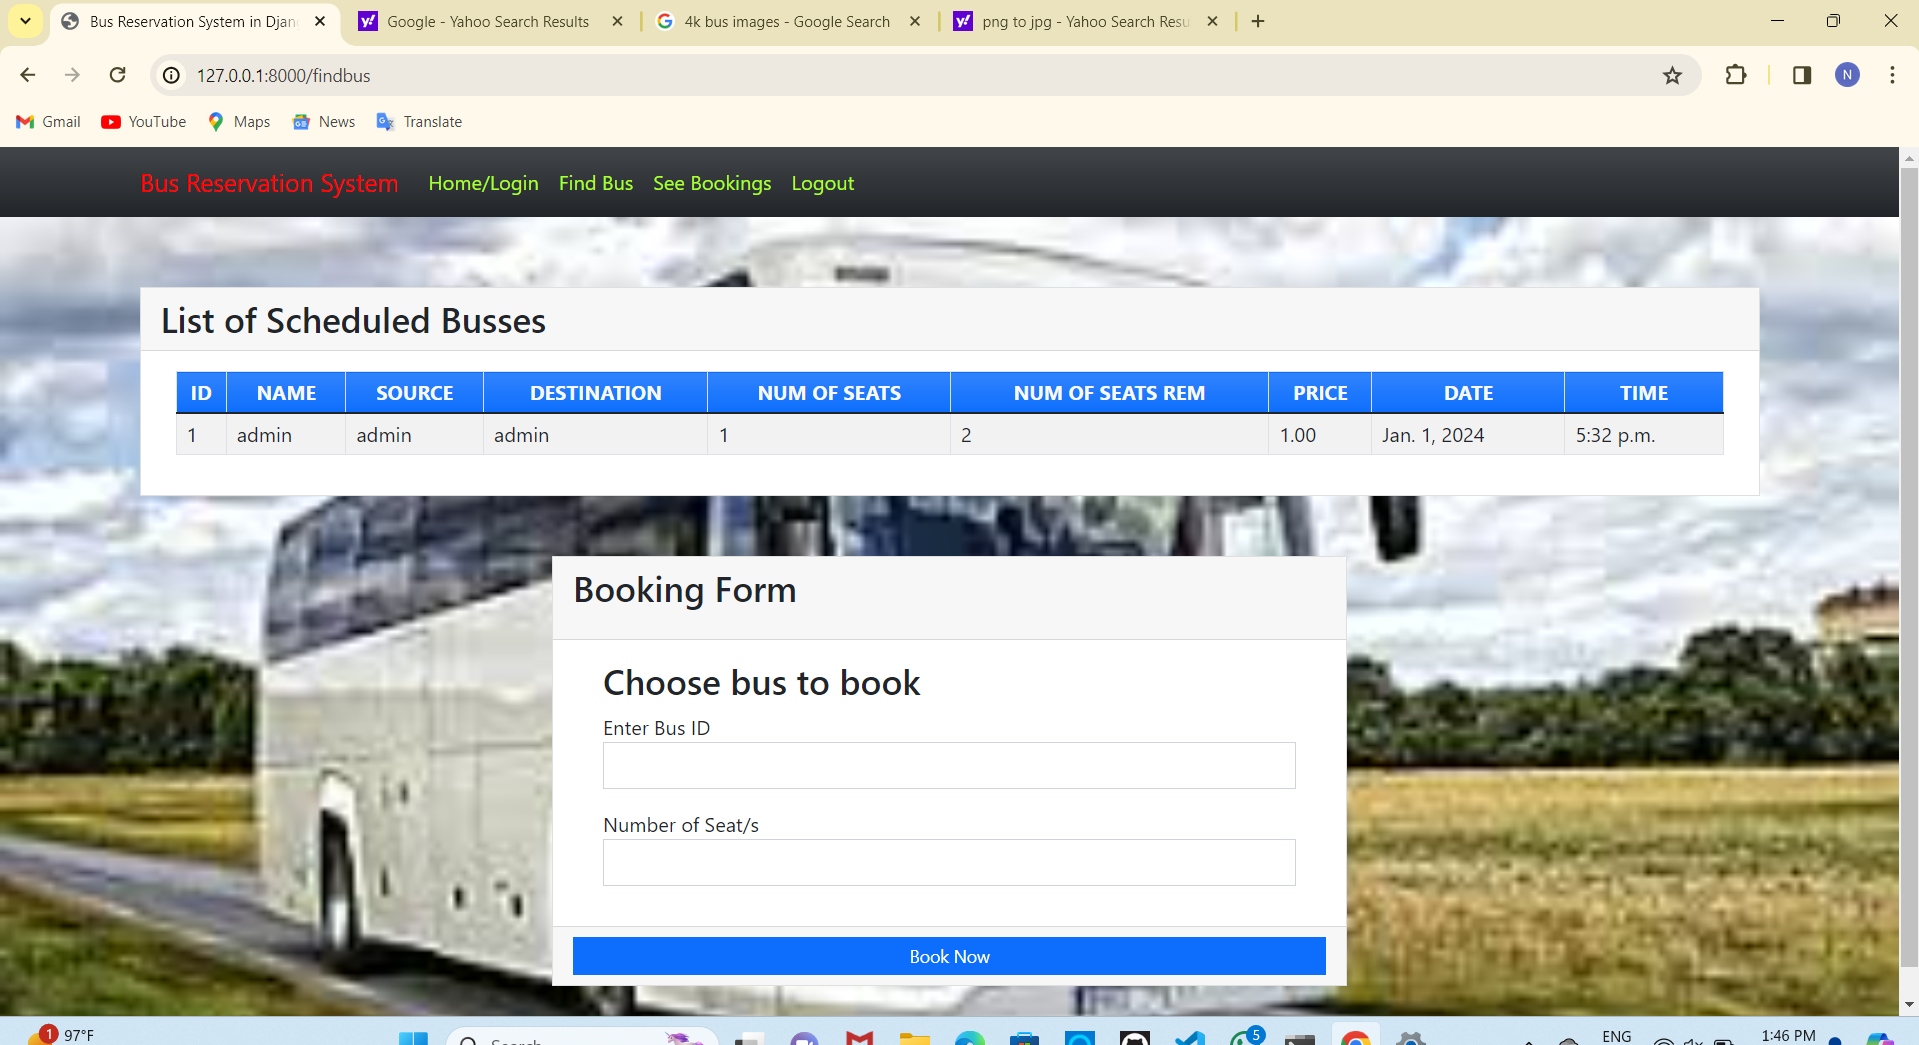 Bus Reservation System in Djan
Google - Yahoo Search Results
4k bus images - Google Search
png to jpg - Yahoo Search Resu
127.0.0.1:8000/findbus
N
Gmail YouTube Maps News Translate
Bus Reservation System Home/Login Find Bus See Bookings Logout
List of Scheduled Busses
ID NAME SOURCE DESTINATION NUM OF SEATS NUM OF SEATS REM PRICE DATE TIME
1 admin admin admin 1 2 1.00 Jan. 1, 2024 5:32 p.m.
Booking Form
Choose bus to book
Enter Bus ID
Number of Seat/s
Book Now
1 97°F Search 5 ENG 1:46 PM